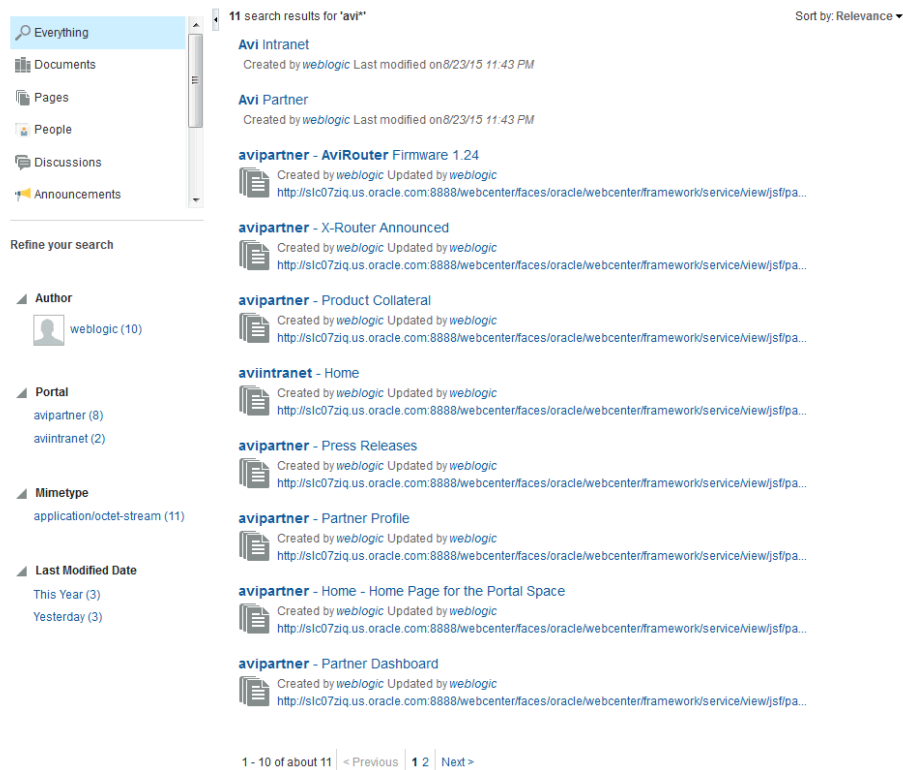 Everything
Documents
Pages
People
Discussions
Announcements
Refine your search
Author
weblogic (10)
Portal
avipartner (8)
aviintranet (2)
Mimetype
application/octet-stream (11)
Last Modified Date
This Year (3)
Yesterday (3)
11 search results for 'avi*'
Sort by: Relevance
Avi Intranet
Created by weblogic Last modified on8/23/15 11:43 PM
Avi Partner
Created by weblogic Last modified on8/23/15 11:43 PM
avipartner - AviRouter Firmware 1.24
Created by weblogic Updated by weblogic
http://slc07ziq.us.oracle.com:8888/webcenter/faces/oracle/webcenter/framework/service/view/jsf/pa...
avipartner - X-Router Announced
Created by weblogic Updated by weblogic
http://slc07ziq.us.oracle.com:8888/webcenter/faces/oracle/webcenter/framework/service/view/jsf/pa...
avipartner - Product Collateral
Created by weblogic Updated by weblogic
http://slc07ziq.us.oracle.com:8888/webcenter/faces/oracle/webcenter/framework/service/view/jsf/pa...
aviintranet - Home
Created by weblogic Updated by weblogic
http://slc07ziq.us.oracle.com:8888/webcenter/faces/oracle/webcenter/framework/service/view/jsf/pa...
avipartner - Press Releases
Created by weblogic Updated by weblogic
http://slc07ziq.us.oracle.com:8888/webcenter/faces/oracle/webcenter/framework/service/view/jsf/pa...
avipartner - Partner Profile
Created by weblogic Updated by weblogic
http://slc07ziq.us.oracle.com:8888/webcenter/faces/oracle/webcenter/framework/service/view/jsf/pa...
avipartner - Home - Home Page for the Portal Space
Created by weblogic Updated by weblogic
http://slc07ziq.us.oracle.com:8888/webcenter/faces/oracle/webcenter/framework/service/view/jsf/pa...
avipartner - Partner Dashboard
Created by weblogic Updated by weblogic
http://slc07ziq.us.oracle.com:8888/webcenter/faces/oracle/webcenter/framework/service/view/jsf/pa...
1 - 10 of about 11 < Previous 1 2 Next >